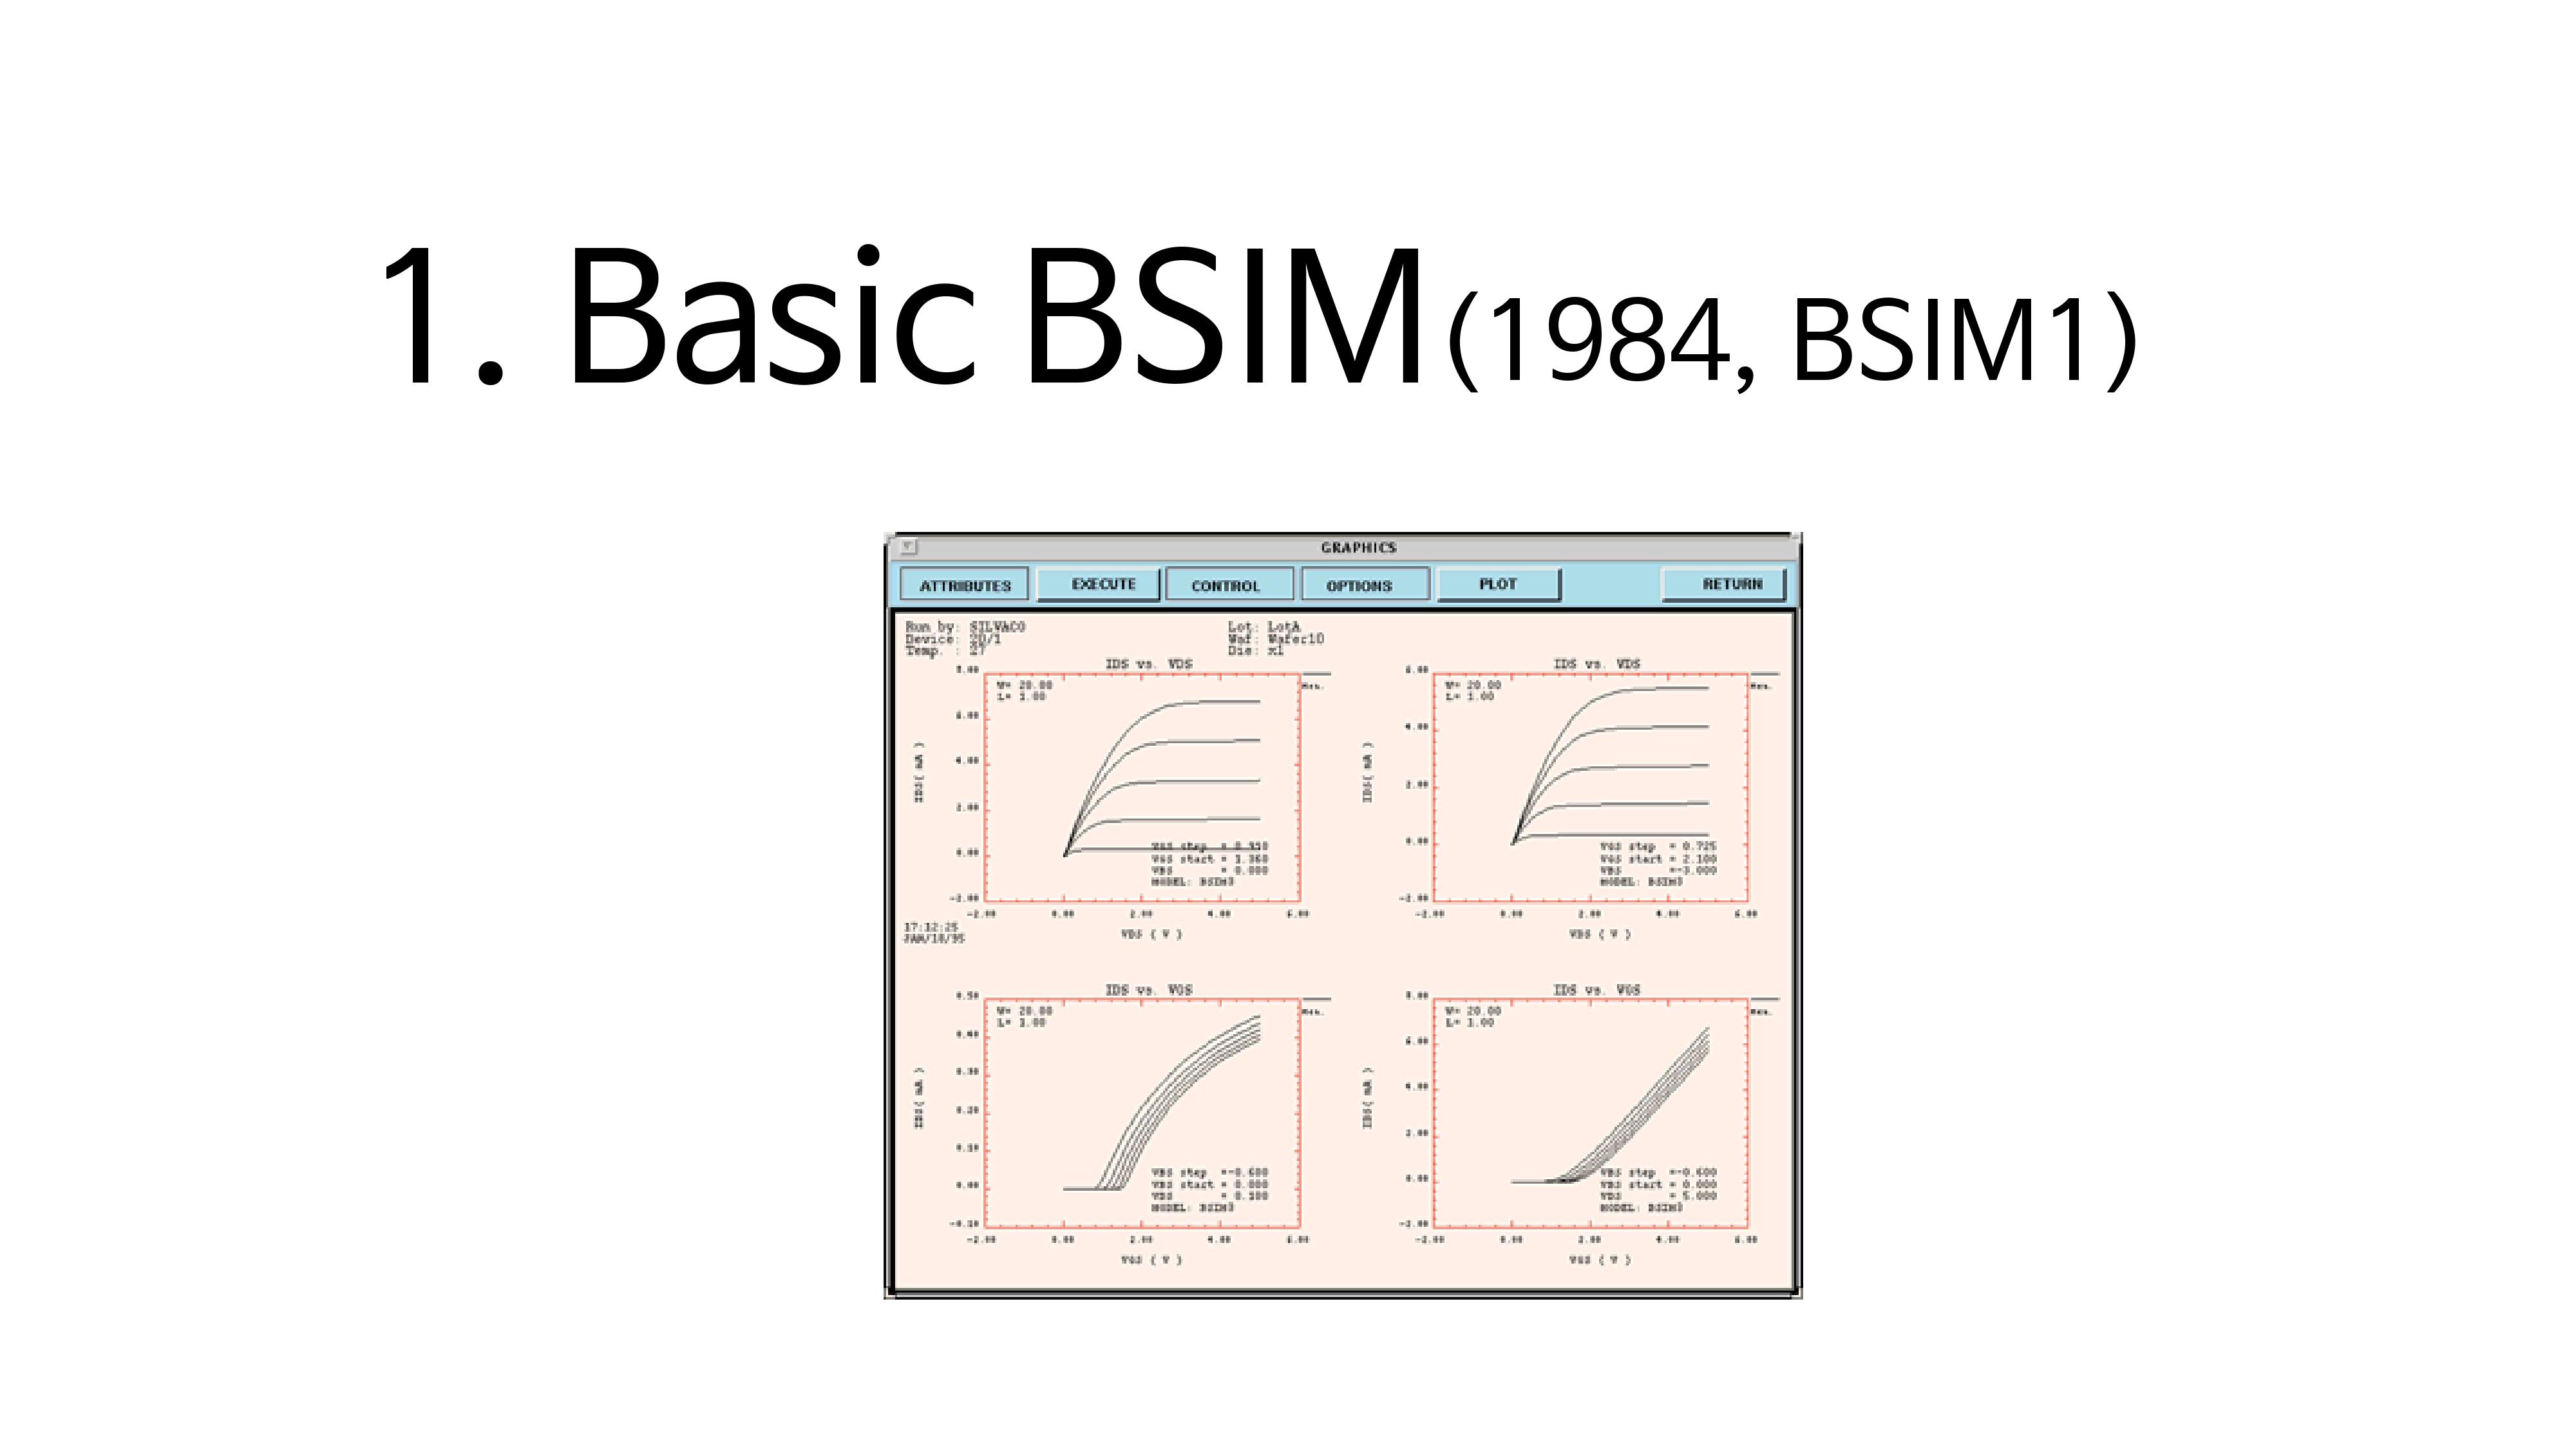 1. Basic BSIM (1984, BSIM1)
GRAPHICS
ATTRIBUTES EXECUTE CONTROL OPTIONS PLOT RETURN
Run by: SILVACO Lot: LotA
Device: 20/1 Waf: Wafer10
Temp. : 27 Die: x1
IDS vs. VDS
8.00
W= 20.00
L= 1.00
6.00
4.00
2.00
0.00
-2.00
IDS( mA )
VGS start = 1.360
VBS = 0.000
MODEL: BSIM3
-2.00 0.00 2.00 4.00 6.00
VDS ( V )
IDS vs. VDS
6.00
W= 20.00
L= 1.00
4.00
2.00
0.00
-2.00
IDS( mA )
VGS step = 0.725
VGS start = 2.100
VBS =-3.000
MODEL: BSIM3
-2.00 0.00 2.00 4.00 6.00
VDS ( V )
17:12:25
JAN/18/95
IDS vs. VGS
0.50
W= 20.00
L= 1.00
0.40
0.30
0.20
0.10
0.00
-0.10
IDS( mA )
VBS step =-0.600
VBS start = 0.000
VDS = 0.100
MODEL: BSIM3
-2.00 0.00 2.00 4.00 6.00
VGS ( V )
IDS vs. VGS
8.00
W= 20.00
L= 1.00
6.00
4.00
2.00
0.00
-2.00
IDS( mA )
VBS step =-0.600
VBS start = 0.000
VDS = 5.000
MODEL: BSIM3
-2.00 0.00 2.00 4.00 6.00
VGS ( V )